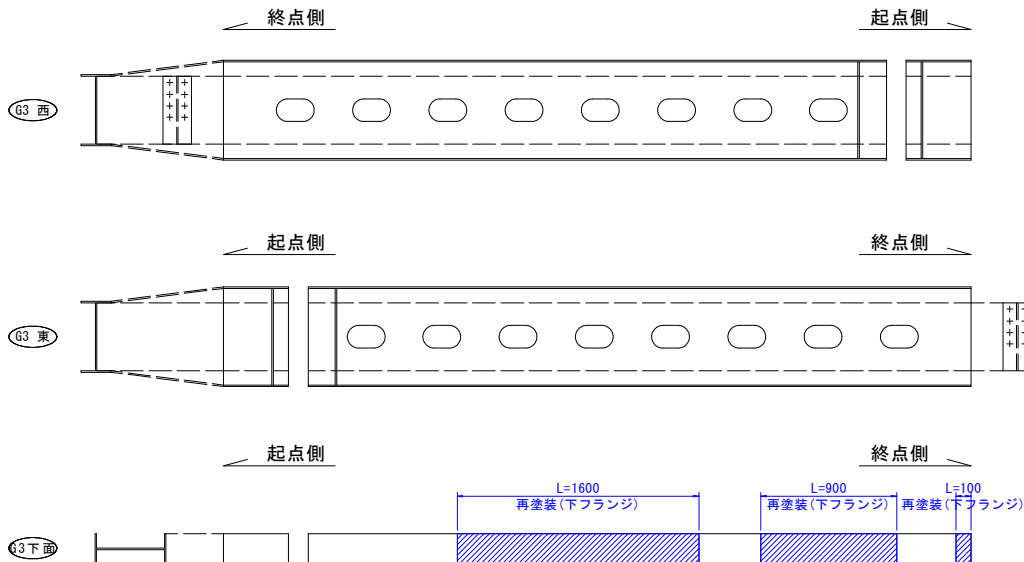 終点側 起点側
G3 西
起点側 終点側
G3 東
起点側 終点側
L=1600 L=900 L=100
再塗装(下フランジ) 再塗装(下フランジ) 再塗装(下フランジ)
G3下面